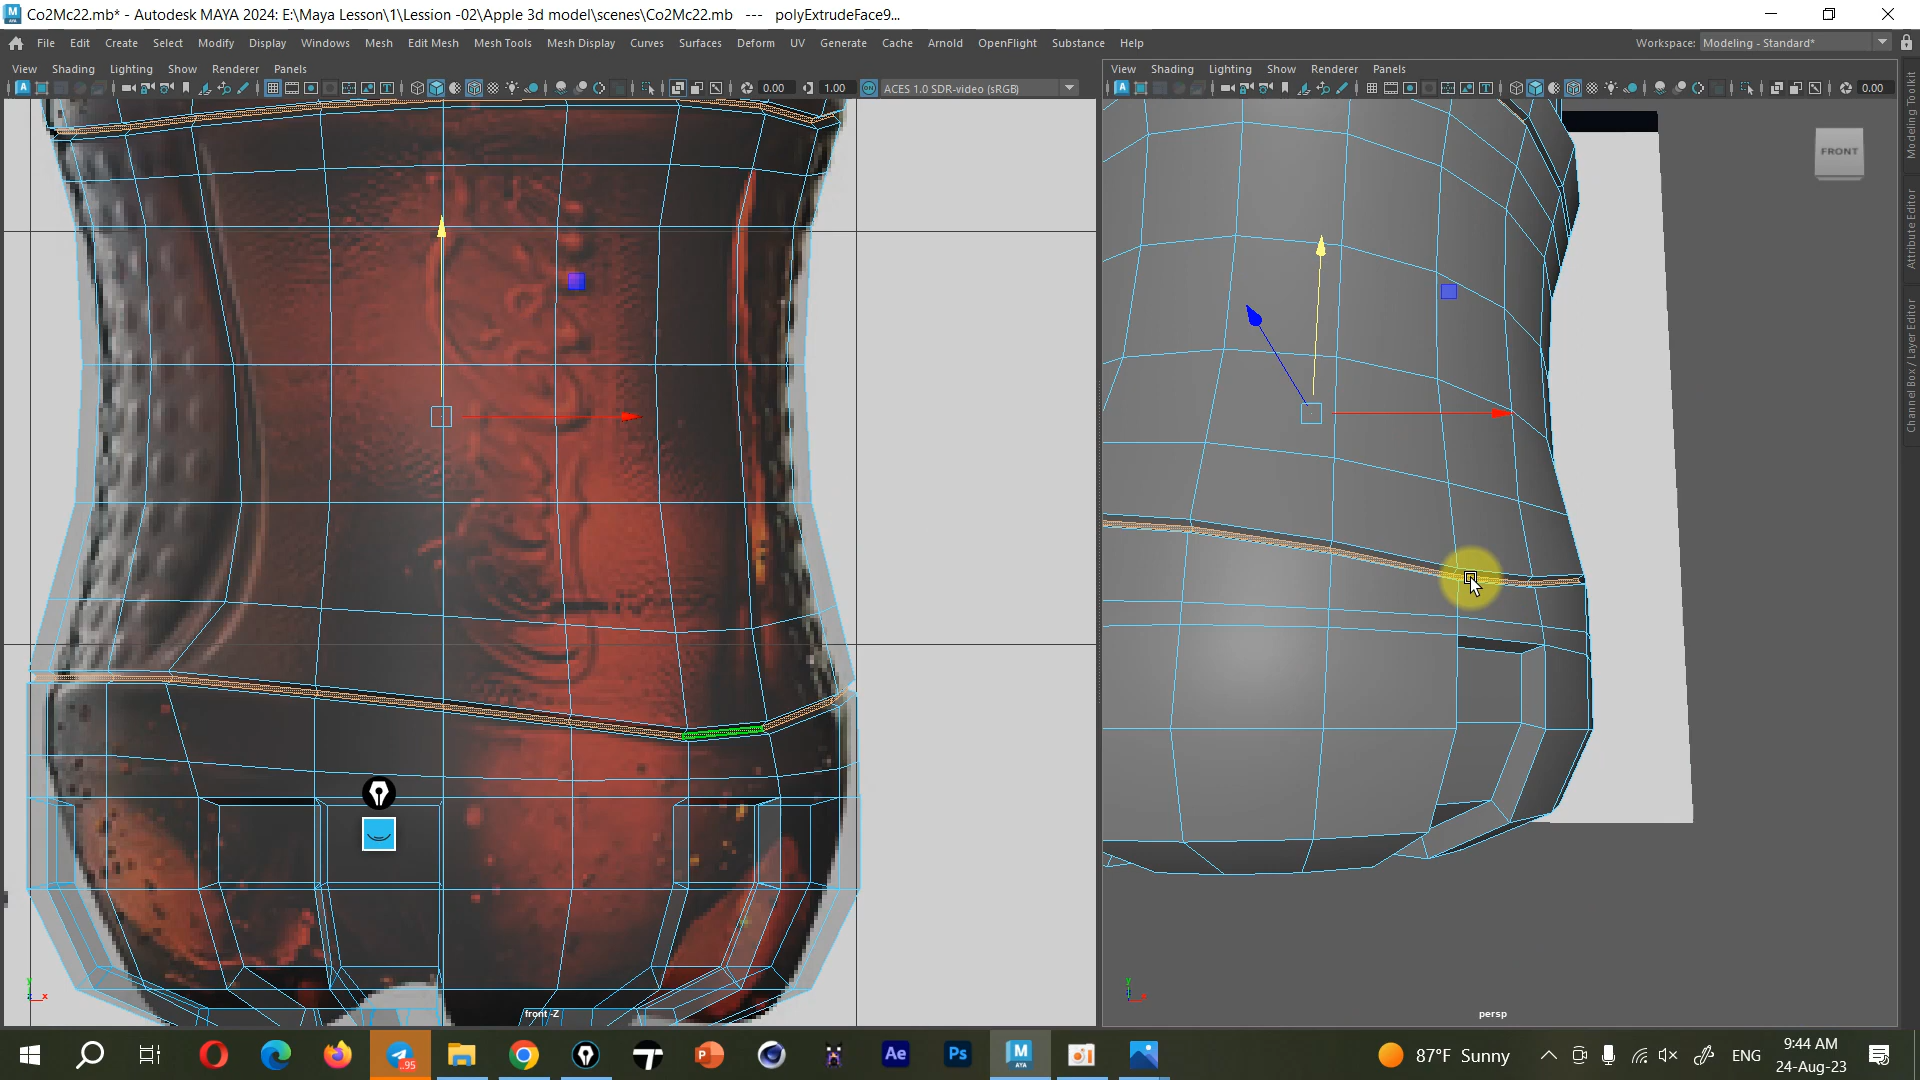 Co2Mc22.mb* - Autodesk MAYA 2024: E:\Maya Lesson\1\Lession -02\Apple 3d model\scenes\Co2Mc22.mb --- polyExtrudeFace9...
File Edit Create Select Modify Display Windows Mesh Edit Mesh Mesh Tools Mesh Display Curves Surfaces Deform UV Generate Cache Arnold OpenFlight Substance Help
Workspace: Modeling - Standard*
View Shading Lighting Show Renderer Panels
0.00 1.00 ACES 1.0 SDR-video (sRGB)
View Shading Lighting Show Renderer Panels
0.00
FRONT
Modeling Toolkit
Attribute Editor
Channel Box / Layer Editor
front -Z
persp
87°F Sunny
ENG
9:44 AM
24-Aug-23